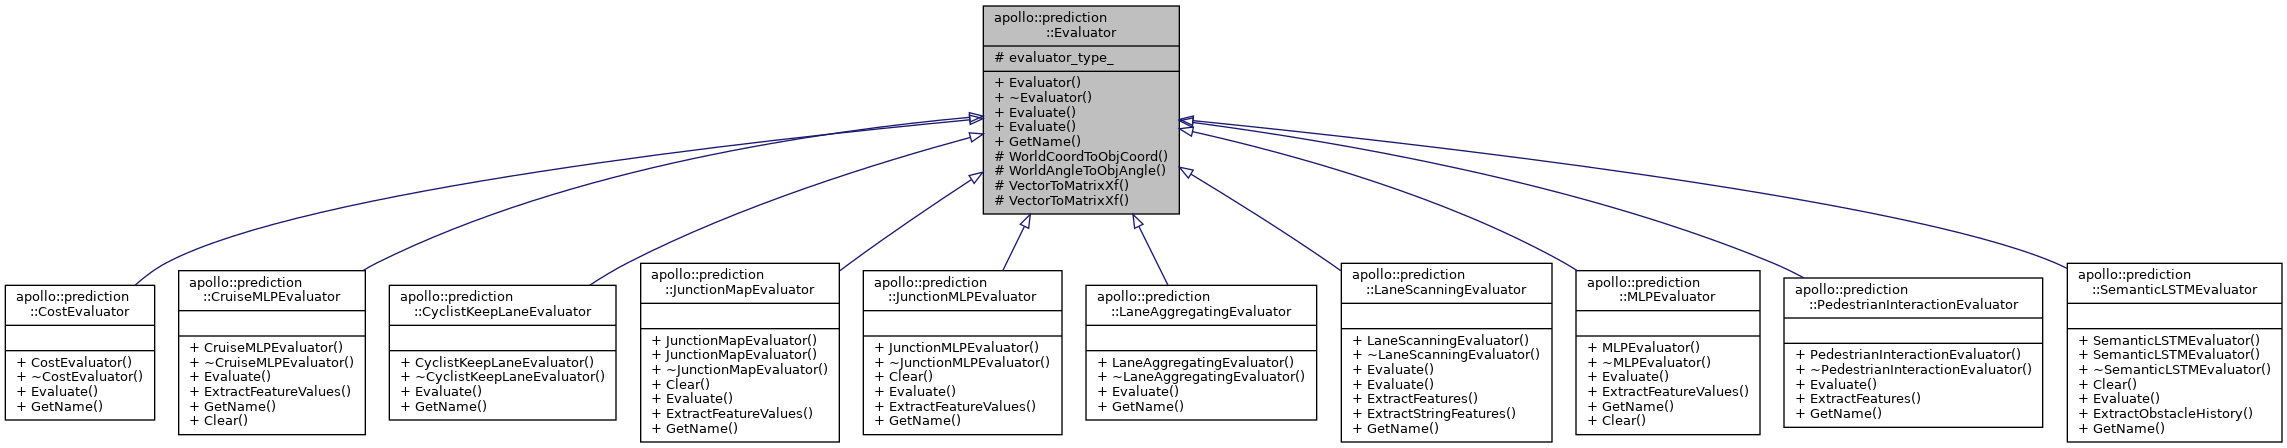 apollo::prediction
::Evaluator
# evaluator_type_
+ Evaluator()
+ ~Evaluator()
+ Evaluate()
+ Evaluate()
+ GetName()
# WorldCoordToObjCoord()
# WorldAngleToObjAngle()
# VectorToMatrixXf()
# VectorToMatrixXf()
apollo::prediction
::CostEvaluator
+ CostEvaluator()
+ ~CostEvaluator()
+ Evaluate()
+ GetName()
apollo::prediction
::CruiseMLPEvaluator
+ CruiseMLPEvaluator()
+ ~CruiseMLPEvaluator()
+ Evaluate()
+ ExtractFeatureValues()
+ GetName()
+ Clear()
apollo::prediction
::CyclistKeepLaneEvaluator
+ CyclistKeepLaneEvaluator()
+ ~CyclistKeepLaneEvaluator()
+ Evaluate()
+ GetName()
apollo::prediction
::JunctionMapEvaluator
+ JunctionMapEvaluator()
+ JunctionMapEvaluator()
+ ~JunctionMapEvaluator()
+ Clear()
+ Evaluate()
+ ExtractFeatureValues()
+ GetName()
apollo::prediction
::JunctionMLPEvaluator
+ JunctionMLPEvaluator()
+ ~JunctionMLPEvaluator()
+ Clear()
+ Evaluate()
+ ExtractFeatureValues()
+ GetName()
apollo::prediction
::LaneAggregatingEvaluator
+ LaneAggregatingEvaluator()
+ ~LaneAggregatingEvaluator()
+ Evaluate()
+ GetName()
apollo::prediction
::LaneScanningEvaluator
+ LaneScanningEvaluator()
+ ~LaneScanningEvaluator()
+ Evaluate()
+ Evaluate()
+ ExtractFeatures()
+ ExtractStringFeatures()
+ GetName()
apollo::prediction
::MLPEvaluator
+ MLPEvaluator()
+ ~MLPEvaluator()
+ Evaluate()
+ ExtractFeatureValues()
+ GetName()
+ Clear()
apollo::prediction
::PedestrianInteractionEvaluator
+ PedestrianInteractionEvaluator()
+ ~PedestrianInteractionEvaluator()
+ Evaluate()
+ ExtractFeatures()
+ GetName()
apollo::prediction
::SemanticLSTMEvaluator
+ SemanticLSTMEvaluator()
+ SemanticLSTMEvaluator()
+ ~SemanticLSTMEvaluator()
+ Clear()
+ Evaluate()
+ ExtractObstacleHistory()
+ GetName()